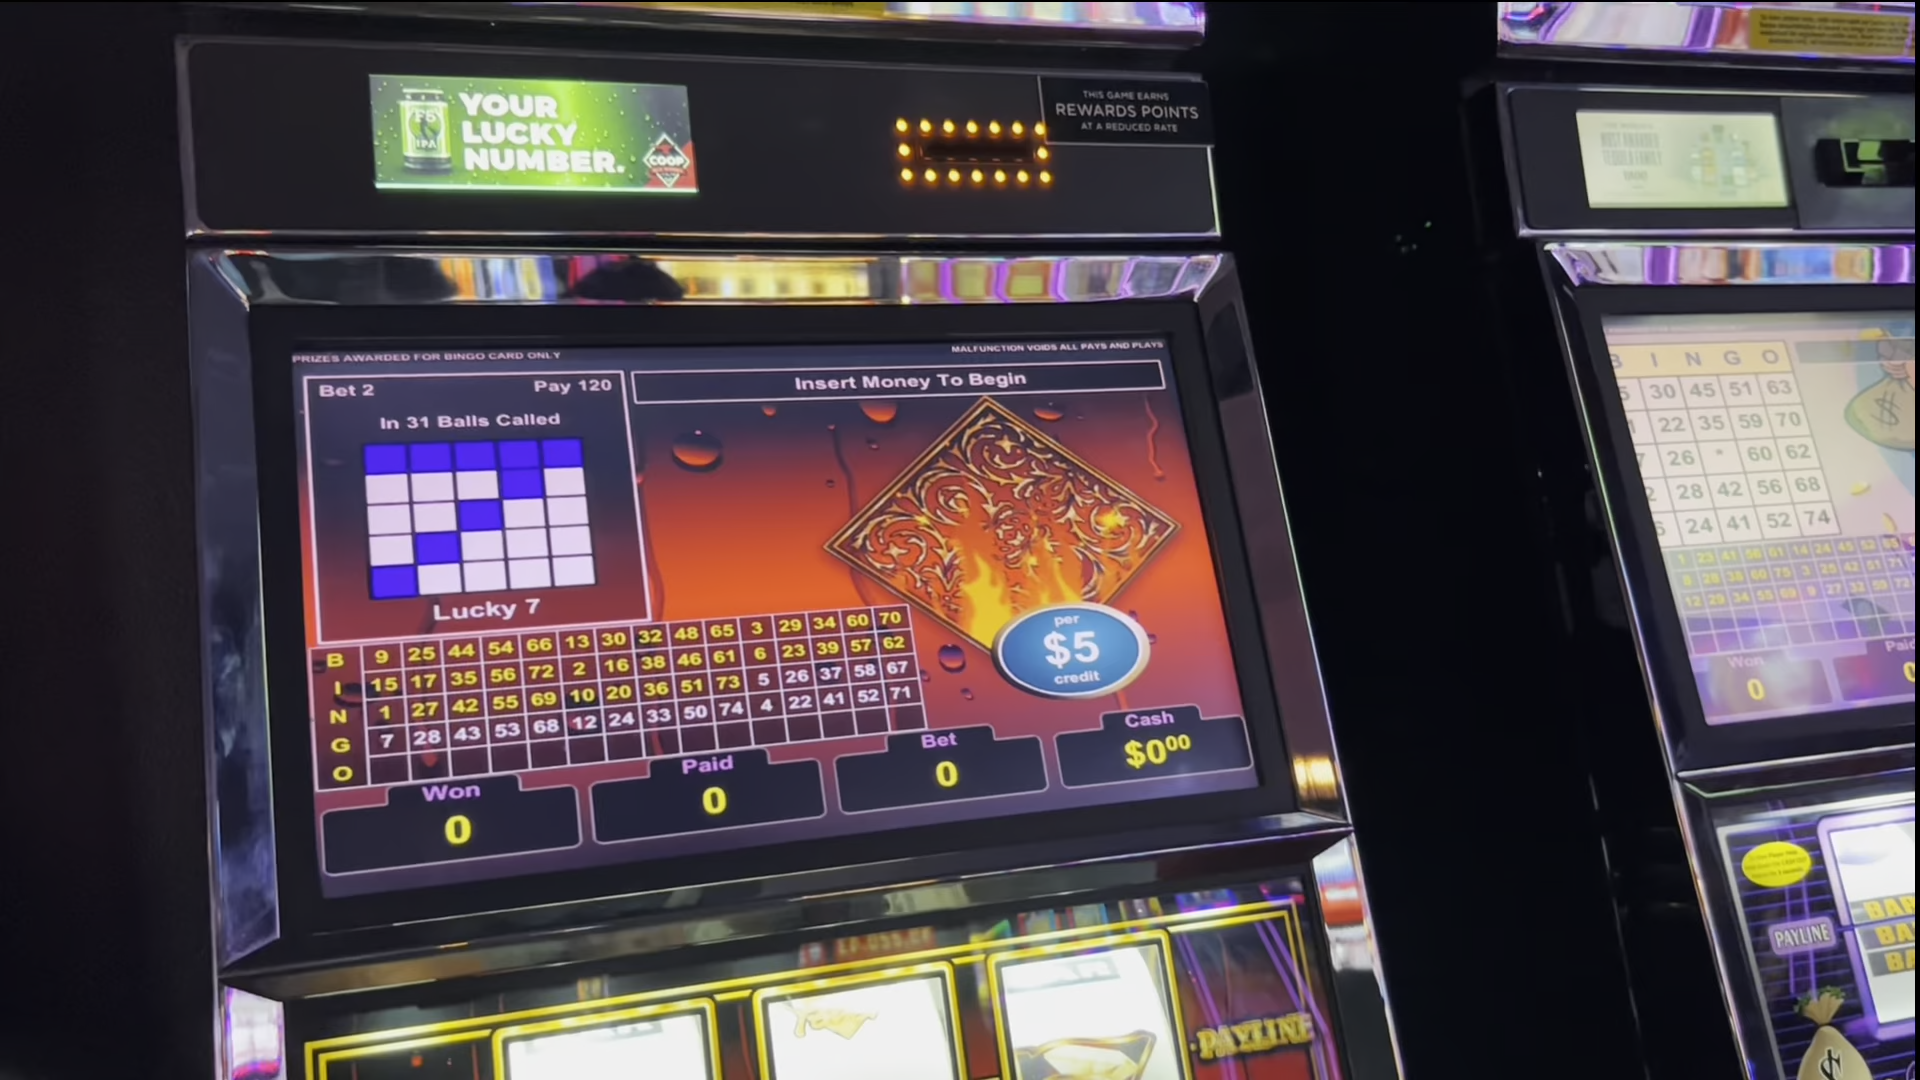 THIS GAME EARNS
REWARDS POINTS
AT A REDUCED RATE
YOUR
LUCKY
NUMBER.
F5
IPA
COOP
PRIZES AWARDED FOR BINGO CARD ONLY
MALFUNCTION VOIDS ALL PAYS AND PLAYS
Bet 2 Pay 120
Insert Money To Begin
In 31 Balls Called
Lucky 7
B I N G O
9 25 44 54 66 13 30 32 48 65 3 29 34 60 70
15 17 35 56 72 2 16 38 46 61 6 23 39 57 62
1 27 42 55 69 10 20 36 51 73 5 26 37 58 67
7 28 43 53 68 12 24 33 50 74 4 22 41 52 71
per
$5
credit
Won
0
Paid
0
Bet
0
Cash
$000
PAYLINE
I N G O
30 45 51 63
22 35 59 70
26 * 60 62
28 42 56 68
24 41 52 74
Won
0
PAYLINE